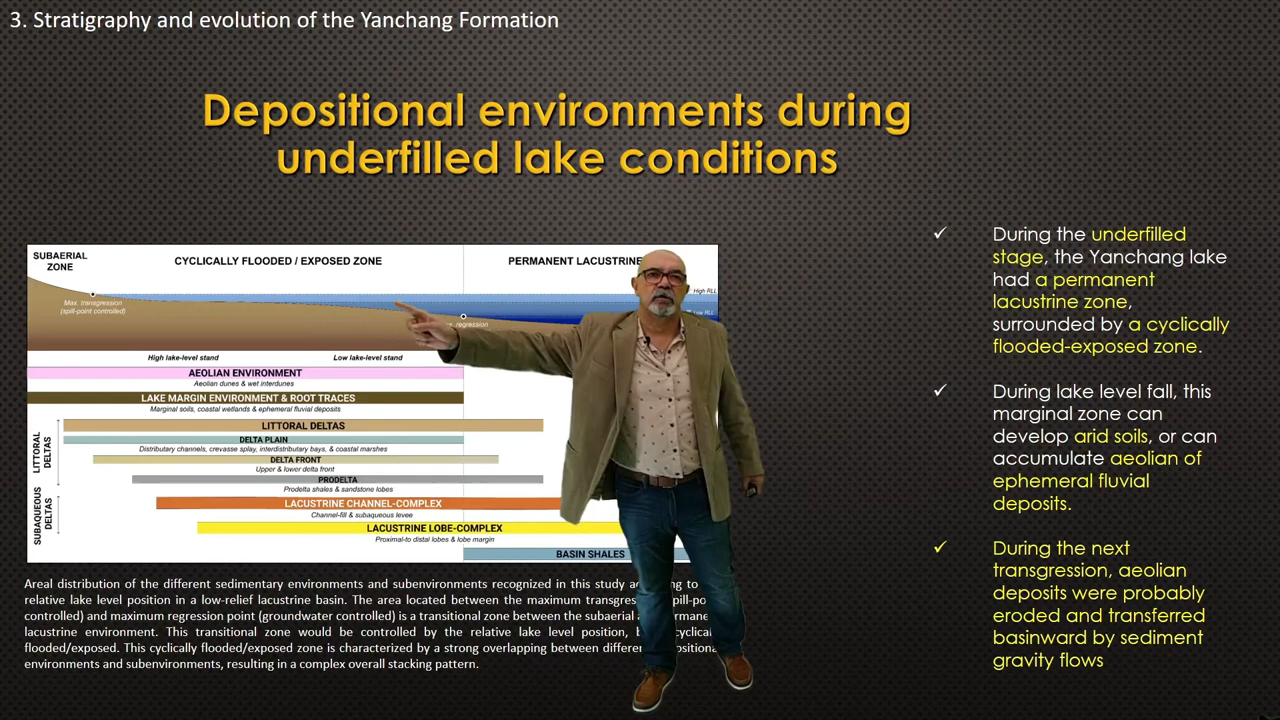 3. Stratigraphy and evolution of the Yanchang Formation
Depositional environments during
underfilled lake conditions
SUBAERIAL
ZONE
CYCLICALLY FLOODED / EXPOSED ZONE
PERMANENT LACUSTRINE
High RLL
Max. transgression
(spill-point controlled)
Low RLL
regression
High lake-level stand
Low lake-level stand
AEOLIAN ENVIRONMENT
Aeolian dunes & wet interdunes
LAKE MARGIN ENVIRONMENT & ROOT TRACES
Marginal soils, coastal wetlands & ephemeral fluvial deposits
LITTORAL
DELTAS
LITTORAL DELTAS
DELTA PLAIN
Distributary channels, crevasse splay, interdistributary bays, & coastal marshes
DELTA FRONT
Upper & lower delta front
PRODELTA
Prodelta shales & sandstone lobes
SUBAQUEOUS
DELTAS
LACUSTRINE CHANNEL-COMPLEX
Channel-fill & subaqueous levee
LACUSTRINE LOBE-COMPLEX
Proximal-to distal lobes & lobe margin
BASIN SHALES
Areal distribution of the different sedimentary environments and subenvironments recognized in this study to
relative lake level position in a low-relief lacustrine basin. The area located between the maximum
controlled) and maximum regression point (groundwater controlled) is a transitional zone between the subaerial
lacustrine environment. This transitional zone would be controlled by the relative lake level position,
flooded/exposed. This cyclically flooded/exposed zone is characterized by a strong overlapping between
environments and subenvironments, resulting in a complex overall stacking pattern.
✓ During the underfilled
stage, the Yanchang lake
had a permanent
lacustrine zone,
surrounded by a cyclically
flooded-exposed zone.
✓ During lake level fall, this
marginal zone can
develop arid soils, or can
accumulate aeolian of
ephemeral fluvial
deposits.
✓ During the next
transgression, aeolian
deposits were probably
eroded and transferred
basinward by sediment
gravity flows